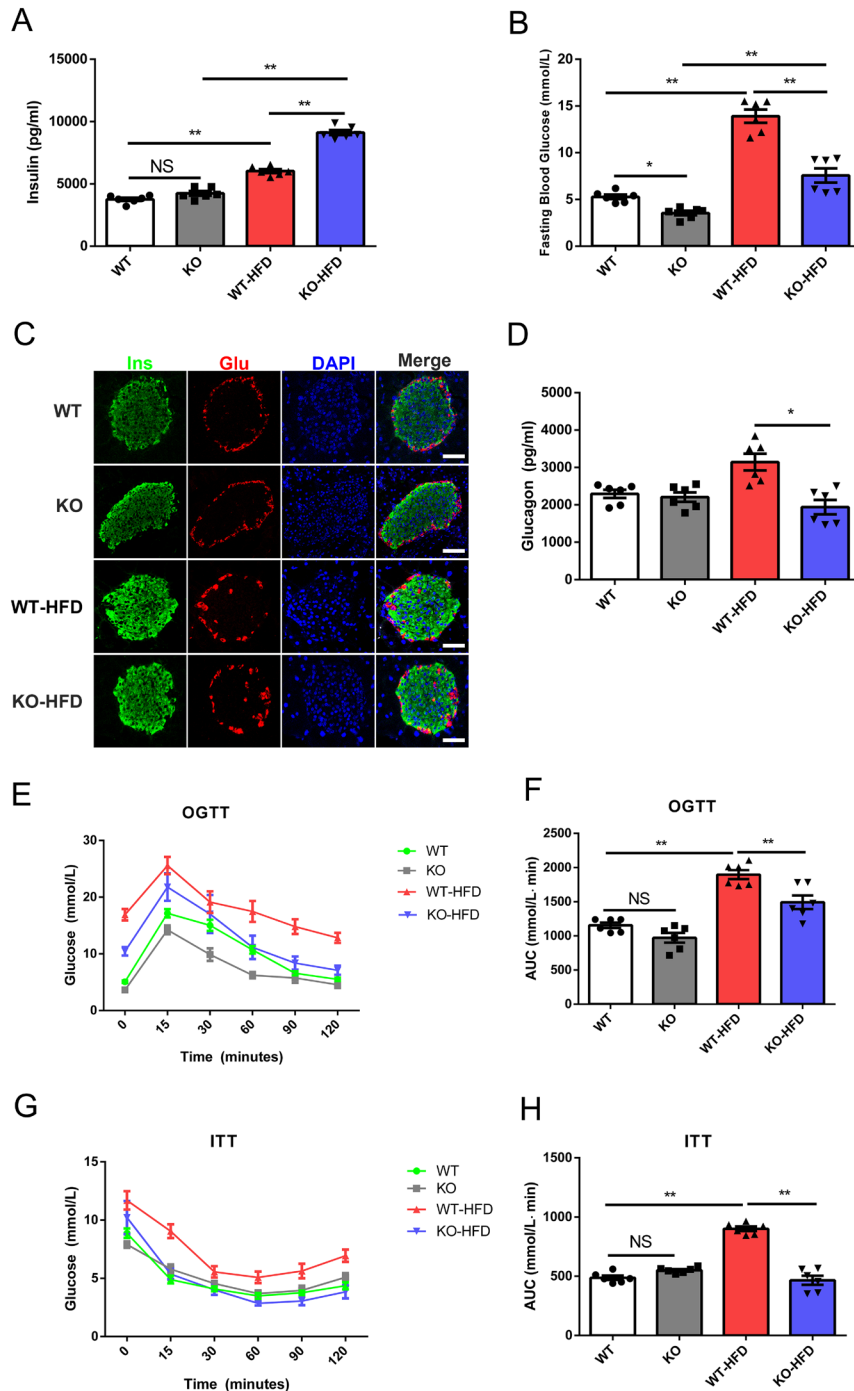 A
Insulin (pg/ml)
15000
10000
5000
0
**
**
**
NS
WT
KO
WT-HFD
KO-HFD
B
Fasting Blood Glucose (mmol/L)
20
15
10
5
0
**
**
**
*
WT
KO
WT-HFD
KO-HFD
C
Ins Glu DAPI Merge
WT
KO
WT-HFD
KO-HFD
D
Glucagon (pg/ml)
5000
4000
3000
2000
1000
0
*
WT
KO
WT-HFD
KO-HFD
E
OGTT
Glucose (mmol/L)
30
20
10
0
0 15 30 60 90 120
Time (minutes)
WT
KO
WT-HFD
KO-HFD
F
OGTT
AUC (mmol/L· min)
2500
2000
1500
1000
500
0
**
**
NS
WT
KO
WT-HFD
KO-HFD
G
ITT
Glucose (mmol/L)
15
10
5
0
0 15 30 60 90 120
Time (minutes)
WT
KO
WT-HFD
KO-HFD
H
ITT
AUC (mmol/L· min)
1500
1000
500
0
**
**
NS
WT
KO
WT-HFD
KO-HFD